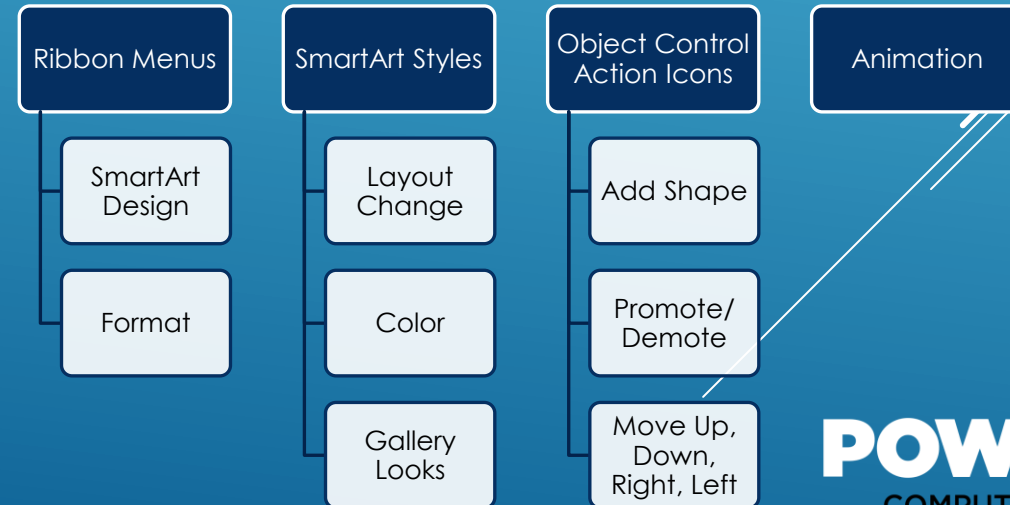 Ribbon Menus
SmartArt
Design
Format
SmartArt Styles
Layout
Change
Color
Gallery
Looks
Object Control
Action Icons
Add Shape
Promote/
Demote
Move Up,
Down,
Right, Left
Animation
POW
COMPUT